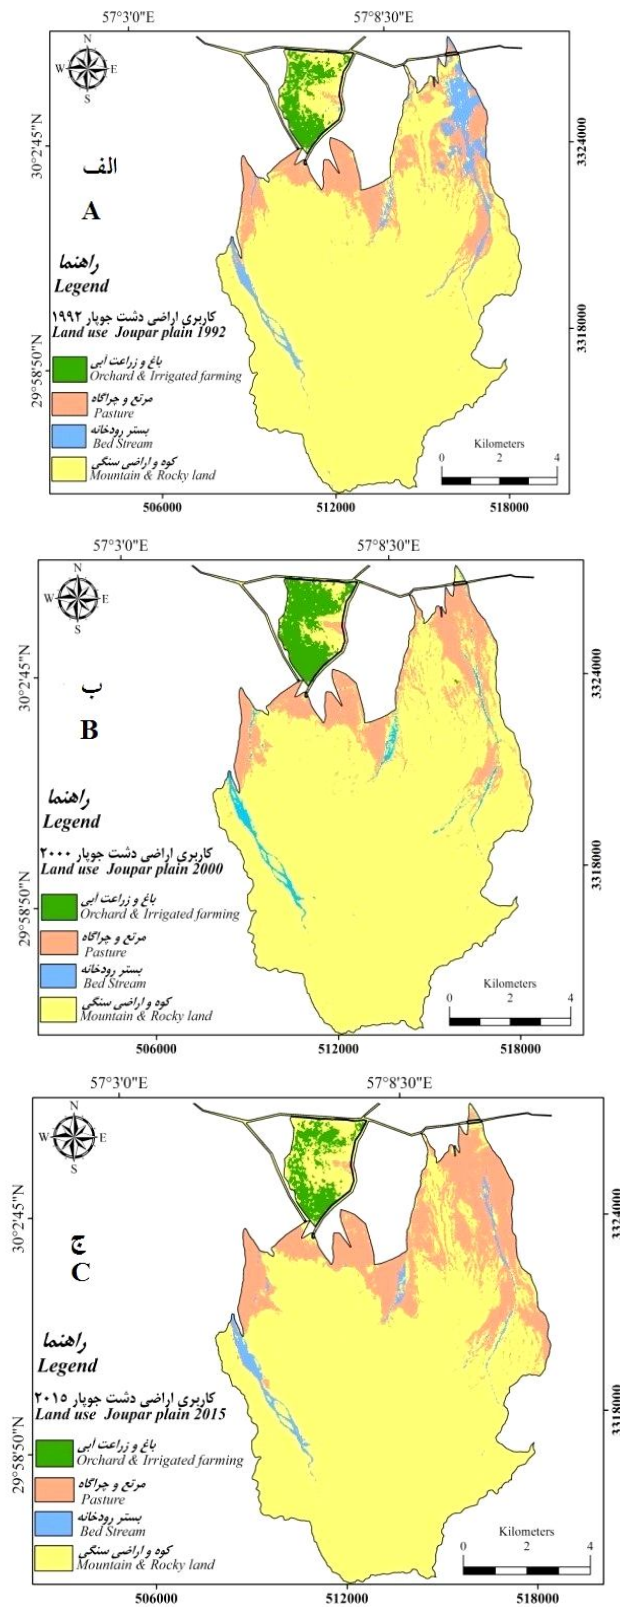 57°3'0"E
57°8'30"E
N
W
E
S
30°2'45"N
3324000
الف
A
راهنما
Legend
کاربری اراضی دشت جوپار ۱۹۹۲
Land use Joupar plain 1992
باغ و زراعت آبی
Orchard & Irrigated farming
مرتع و چراگاه
Pasture
بستر رودخانه
Bed Stream
کوه و اراضی سنگی
Mountain & Rocky land
29°58'50"N
3318000
Kilometers
0 2 4
506000
512000
518000
57°3'0"E
57°8'30"E
N
W
E
S
30°2'45"N
3324000
ب
B
راهنما
Legend
کاربری اراضی دشت جوپار ۲۰۰۰
Land use Joupar plain 2000
باغ و زراعت آبی
Orchard & Irrigated farming
مرتع و چراگاه
Pasture
بستر رودخانه
Bed Stream
کوه و اراضی سنگی
Mountain & Rocky land
29°58'50"N
3318000
Kilometers
0 2 4
506000
512000
518000
57°3'0"E
57°8'30"E
N
W
E
S
30°2'45"N
3324000
ج
C
راهنما
Legend
کاربری اراضی دشت جوپار ۲۰۱۵
Land use Joupar plain 2015
باغ و زراعت آبی
Orchard & Irrigated farming
مرتع و چراگاه
Pasture
بستر رودخانه
Bed Stream
کوه و اراضی سنگی
Mountain & Rocky land
29°58'50"N
3318000
Kilometers
0 2 4
506000
512000
518000